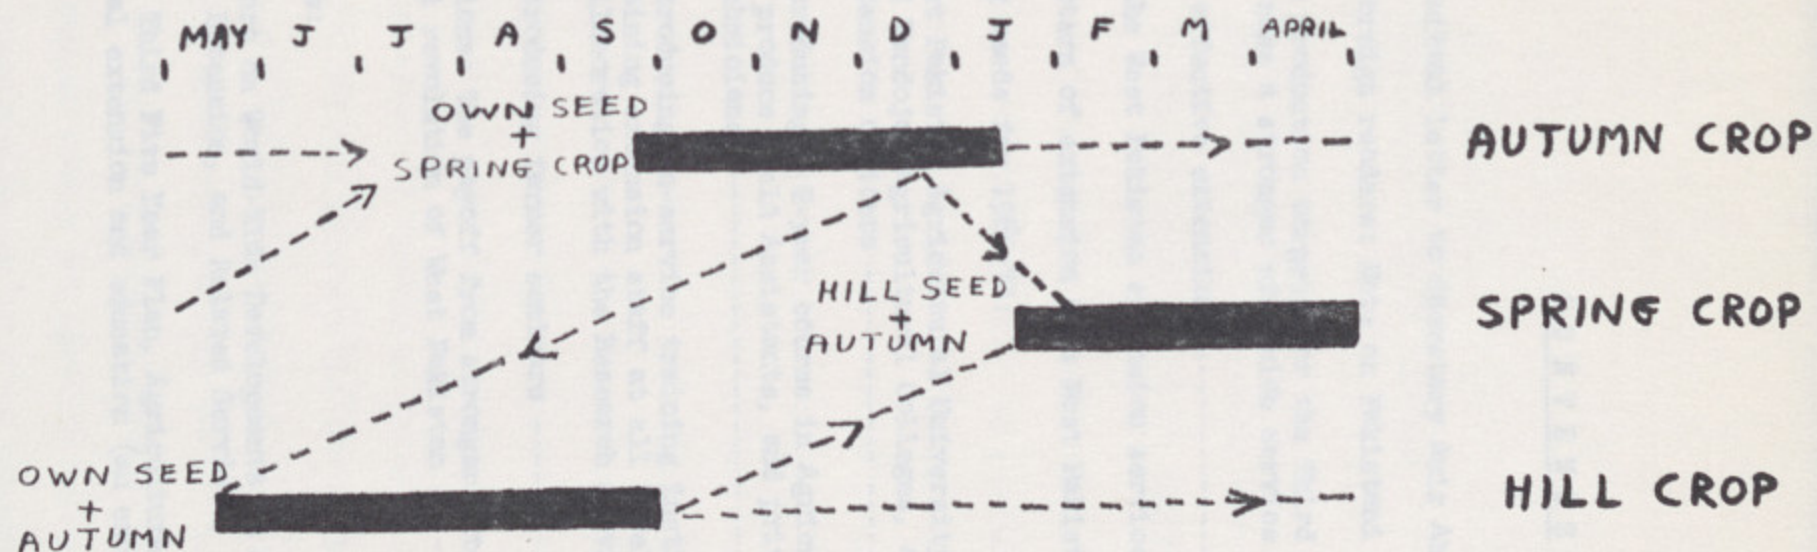 MAY J J A S O N D J F M APRIL
OWN SEED
+
SPRING CROP
AUTUMN CROP
HILL SEED
+
AUTUMN
SPRING CROP
OWN SEED
+
AUTUMN
HILL CROP